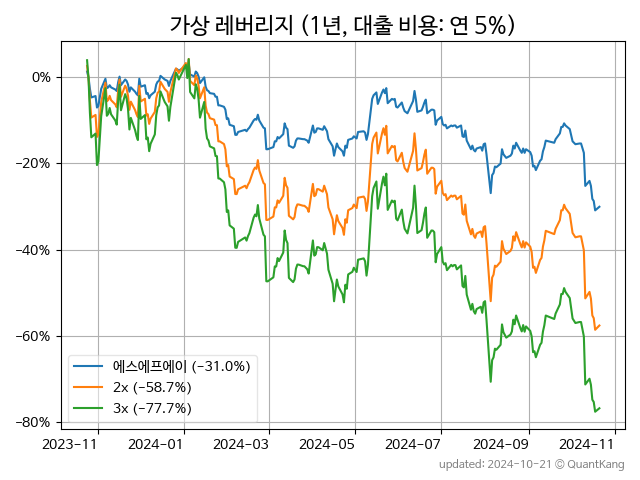 가상 레버리지 (1년, 대출 비용: 연 5%)
0%
−20%
−40%
−60%
−80%
에스에프에이 (−31.0%)
2x (−58.7%)
3x (−77.7%)
2023-11 2024-01 2024-03 2024-05 2024-07 2024-09 2024-11
updated: 2024-10-21 © QuantKang